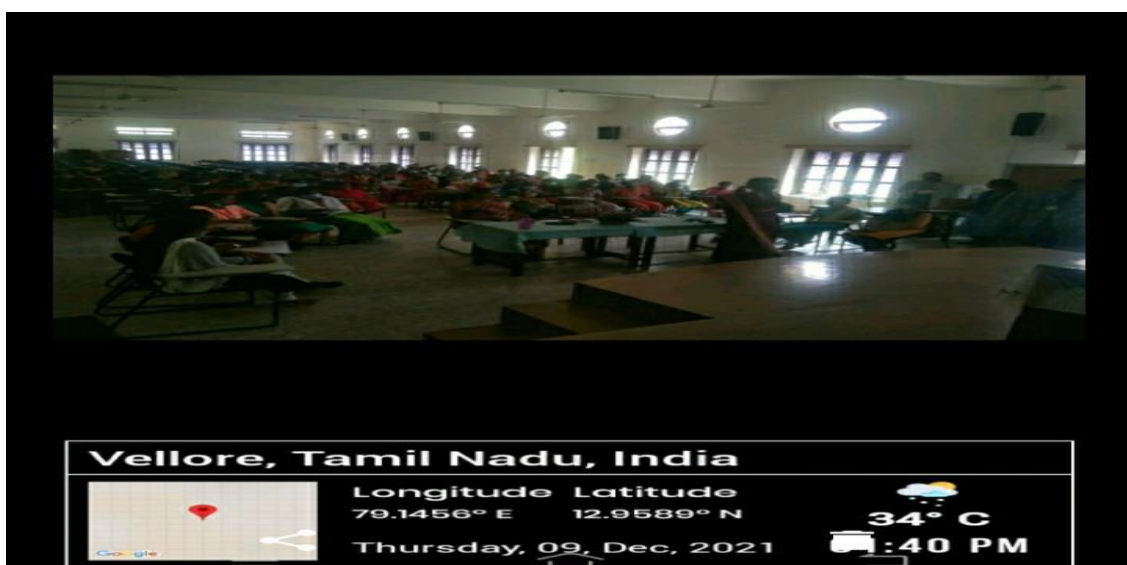 Vellore, Tamil Nadu, India
Longitude Latitude
79.1456° E 12.9589° N
34° C
Thursday, 09, Dec, 2021
:40 PM
Google